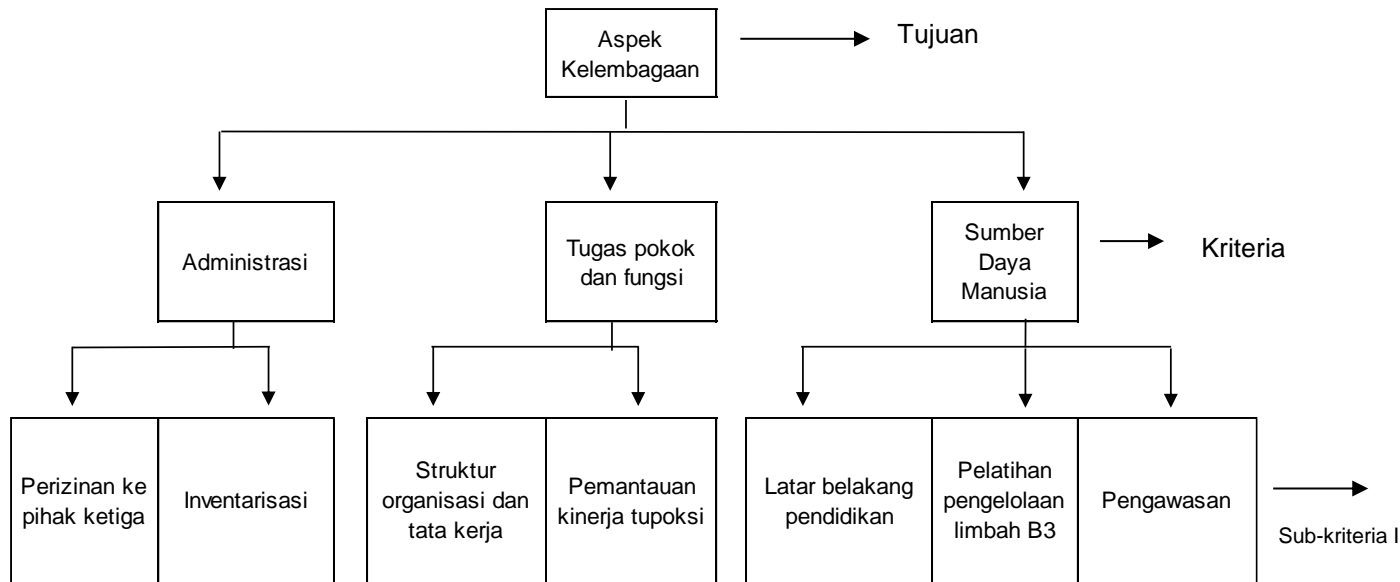 Aspek
Kelembagaan
Tujuan
Administrasi
Tugas pokok
dan fungsi
Sumber
Daya
Manusia
Kriteria
Perizinan ke
pihak ketiga
Inventarisasi
Struktur
organisasi dan
tata kerja
Pemantauan
kinerja tupoksi
Latar belakang
pendidikan
Pelatihan
pengelolaan
limbah B3
Pengawasan
Sub-kriteria I